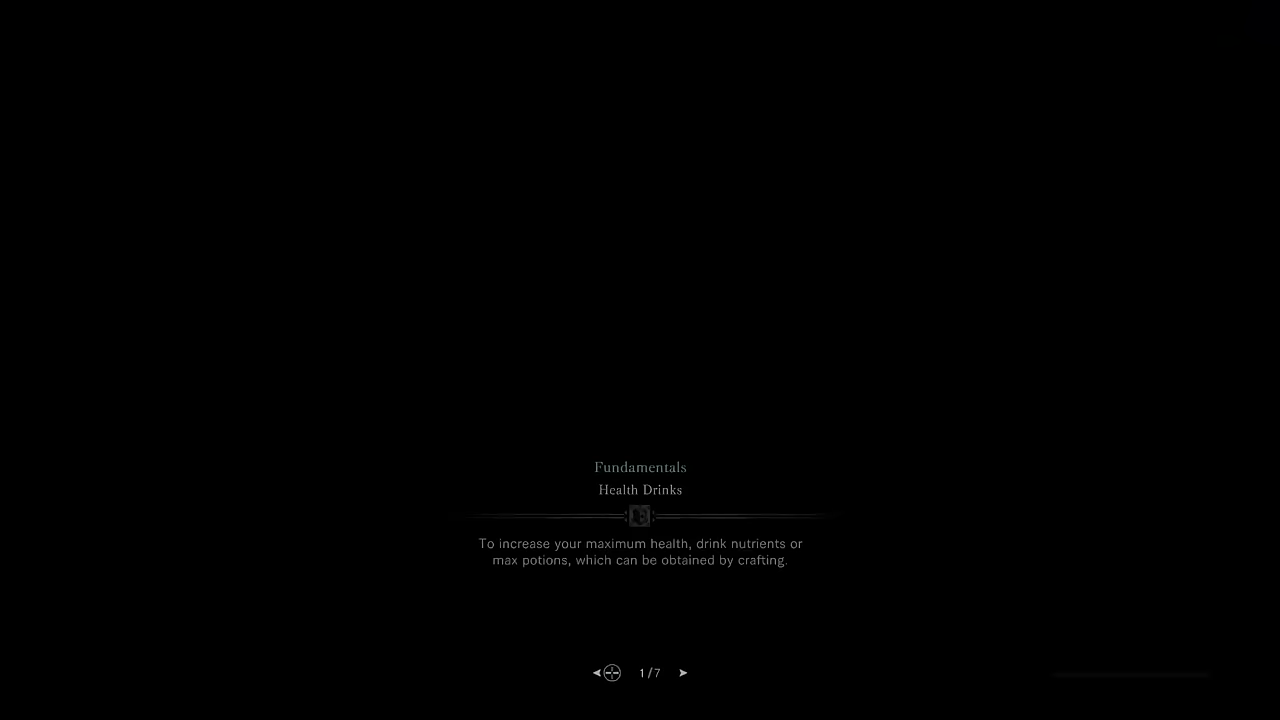 Fundamentals
Health Drinks
To increase your maximum health, drink nutrients or
max potions, which can be obtained by crafting.
1/7